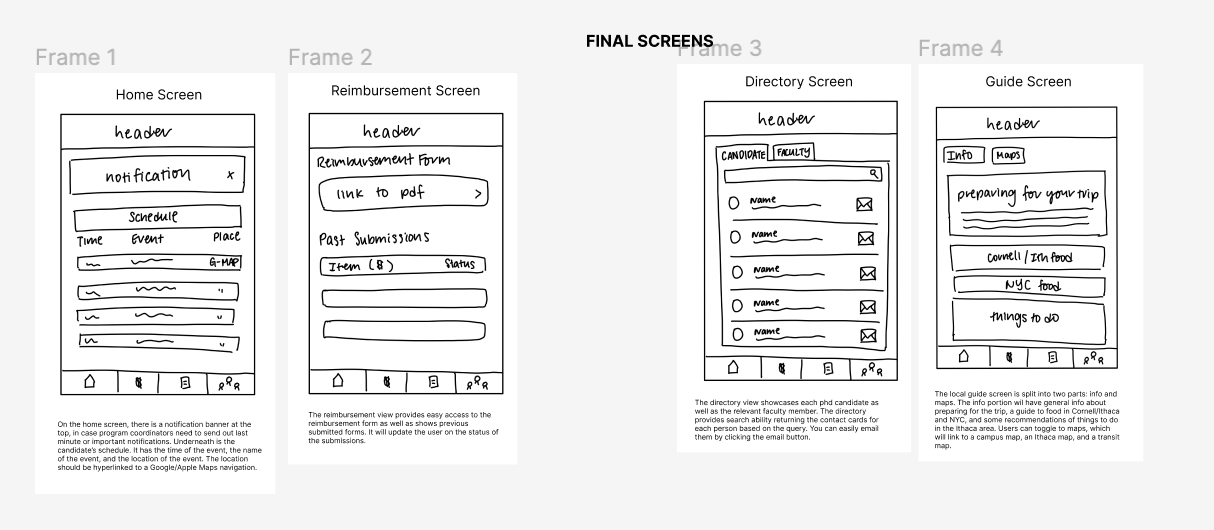 FINAL SCREENS
Frame 1
Home Screen
header
notification x
Schedule
Time Event Place
G-MAP
"
"
"
On the home screen, there is a notification banner at the
top, in case program coordinators need to send out last
minute or important notifications. Underneath is the
candidate's schedule. It has the time of the event, the name
of the event, and the location of the event. The location
should be hyperlinked to a Google/Apple Maps navigation.
Frame 2
Reimbursement Screen
header
Reimbursement Form
link to pdf >
Past Submissions
Item ($) Status
The reimbursement view provides easy access to the
reimbursement form as well as shows previous
submitted forms. It will update the user on the status of
the submissions.
Frame 3
Directory Screen
header
CANDIDATE FACULTY
Name
Name
Name
Name
Name
The directory view showcases each phd candidate as
well as the relevant faculty member. The directory
provides search ability returning the contact cards for
each person based on the query. You can easily email
them by clicking the email button.
Frame 4
Guide Screen
header
Info Maps
preparing for your trip
Cornell / Ith food
NYC food
things to do
The local guide screen is split into two parts: info and
maps. The info portion wil have general info about
preparing for the trip, a guide to food in Cornell/Ithaca
and NYC, and some recommendations of things to do
in the Ithaca area. Users can toggle to maps, which
will link to a campus map, an Ithaca map, and a transit
map.